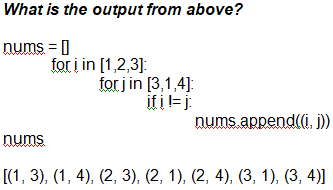 What is the output from above?
nums = []
for i in [1,2,3]:
for j in [3,1,4]:
if i != j:
nums.append((i, j))
nums
[(1, 3), (1, 4), (2, 3), (2, 1), (2, 4), (3, 1), (3, 4)]